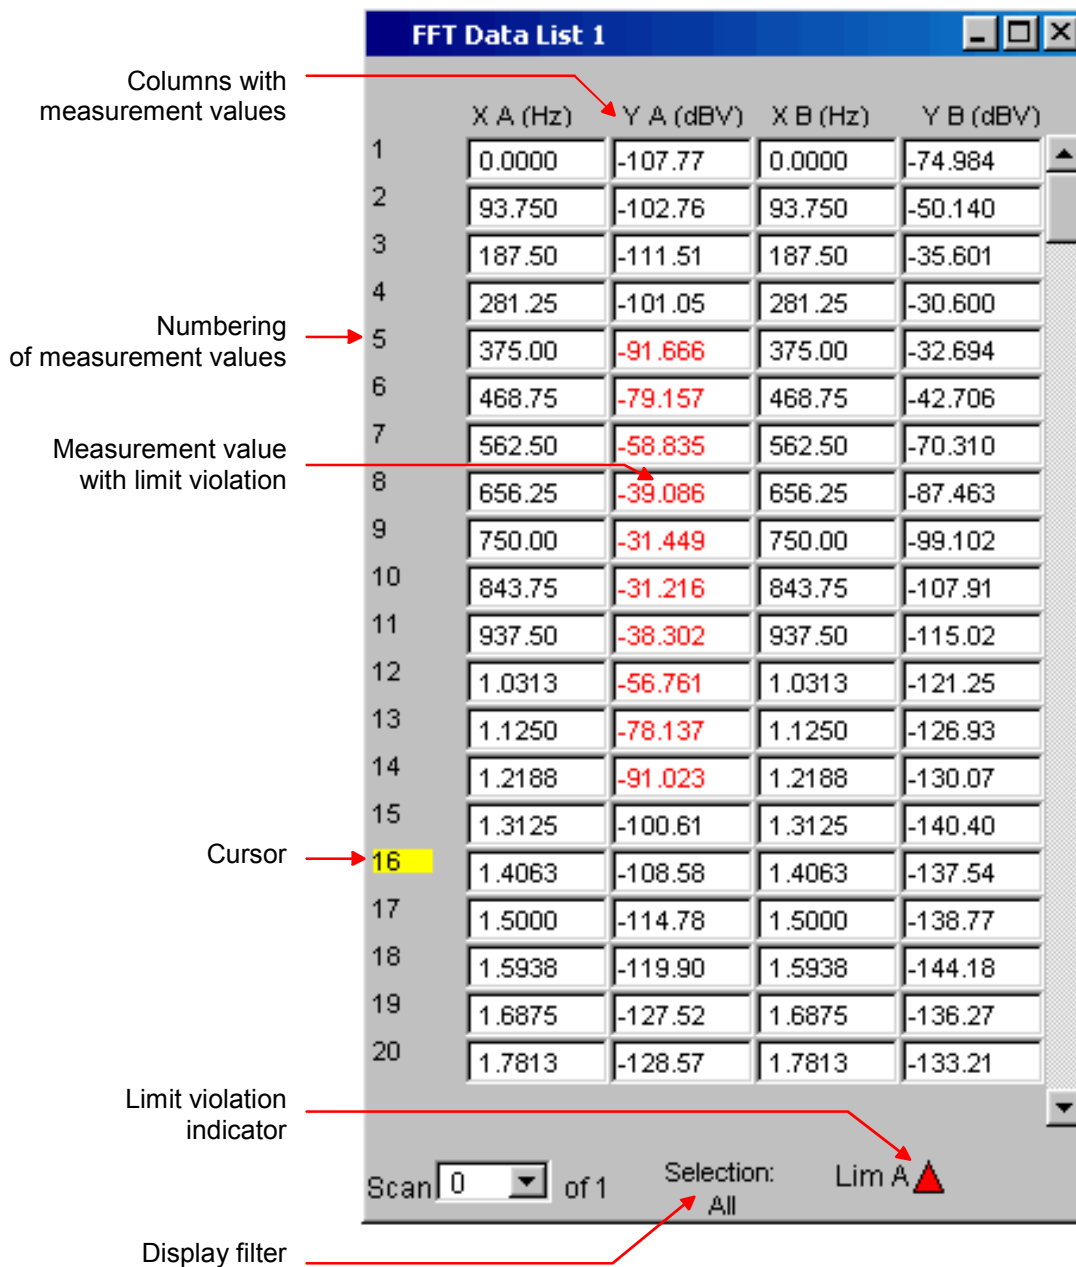 FFT Data List 1
Columns with
measurement values
X A (Hz) Y A (dBV) X B (Hz) Y B (dBV)
1 0.0000 -107.77 0.0000 -74.984
2 93.750 -102.76 93.750 -50.140
3 187.50 -111.51 187.50 -35.601
4 281.25 -101.05 281.25 -30.600
Numbering
of measurement values
5 375.00 -91.666 375.00 -32.694
6 468.75 -79.157 468.75 -42.706
7 562.50 -58.835 562.50 -70.310
Measurement value
with limit violation
8 656.25 -39.086 656.25 -87.463
9 750.00 -31.449 750.00 -99.102
10 843.75 -31.216 843.75 -107.91
11 937.50 -38.302 937.50 -115.02
12 1.0313 -56.761 1.0313 -121.25
13 1.1250 -78.137 1.1250 -126.93
14 1.2188 -91.023 1.2188 -130.07
15 1.3125 -100.61 1.3125 -140.40
Cursor
16 1.4063 -108.58 1.4063 -137.54
17 1.5000 -114.78 1.5000 -138.77
18 1.5938 -119.90 1.5938 -144.18
19 1.6875 -127.52 1.6875 -136.27
20 1.7813 -128.57 1.7813 -133.21
Limit violation
indicator
Scan 0 of 1 Selection: Lim A
All
Display filter